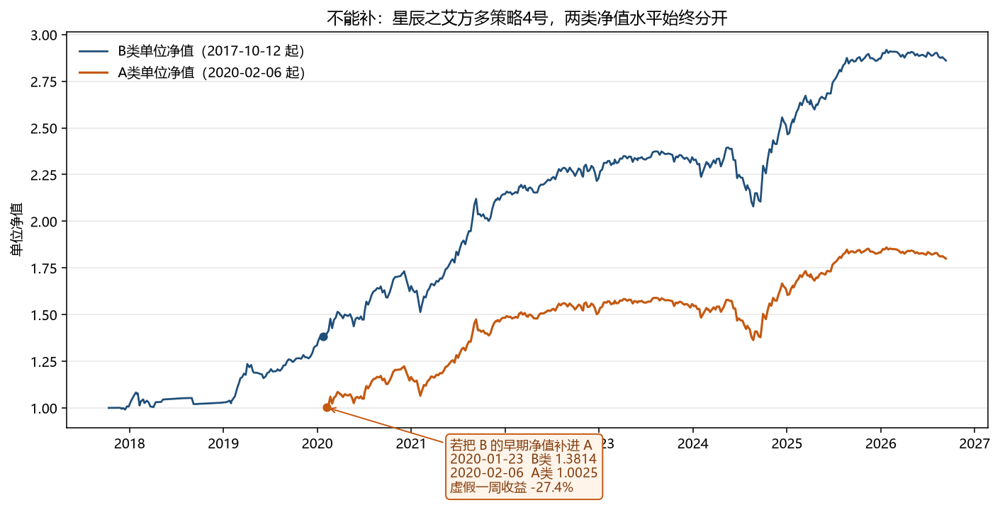 不能补：星辰之艾方多策略4号，两类净值水平始终分开
B类单位净值（2017-10-12 起）
A类单位净值（2020-02-06 起）
单位净值
3.00
2.75
2.50
2.25
2.00
1.75
1.50
1.25
1.00
2018 2019 2020 2021 23 2024 2025 2026 2027
若把 B 的早期净值补进 A
2020-01-23 B类 1.3814
2020-02-06 A类 1.0025
虚假一周收益 -27.4%